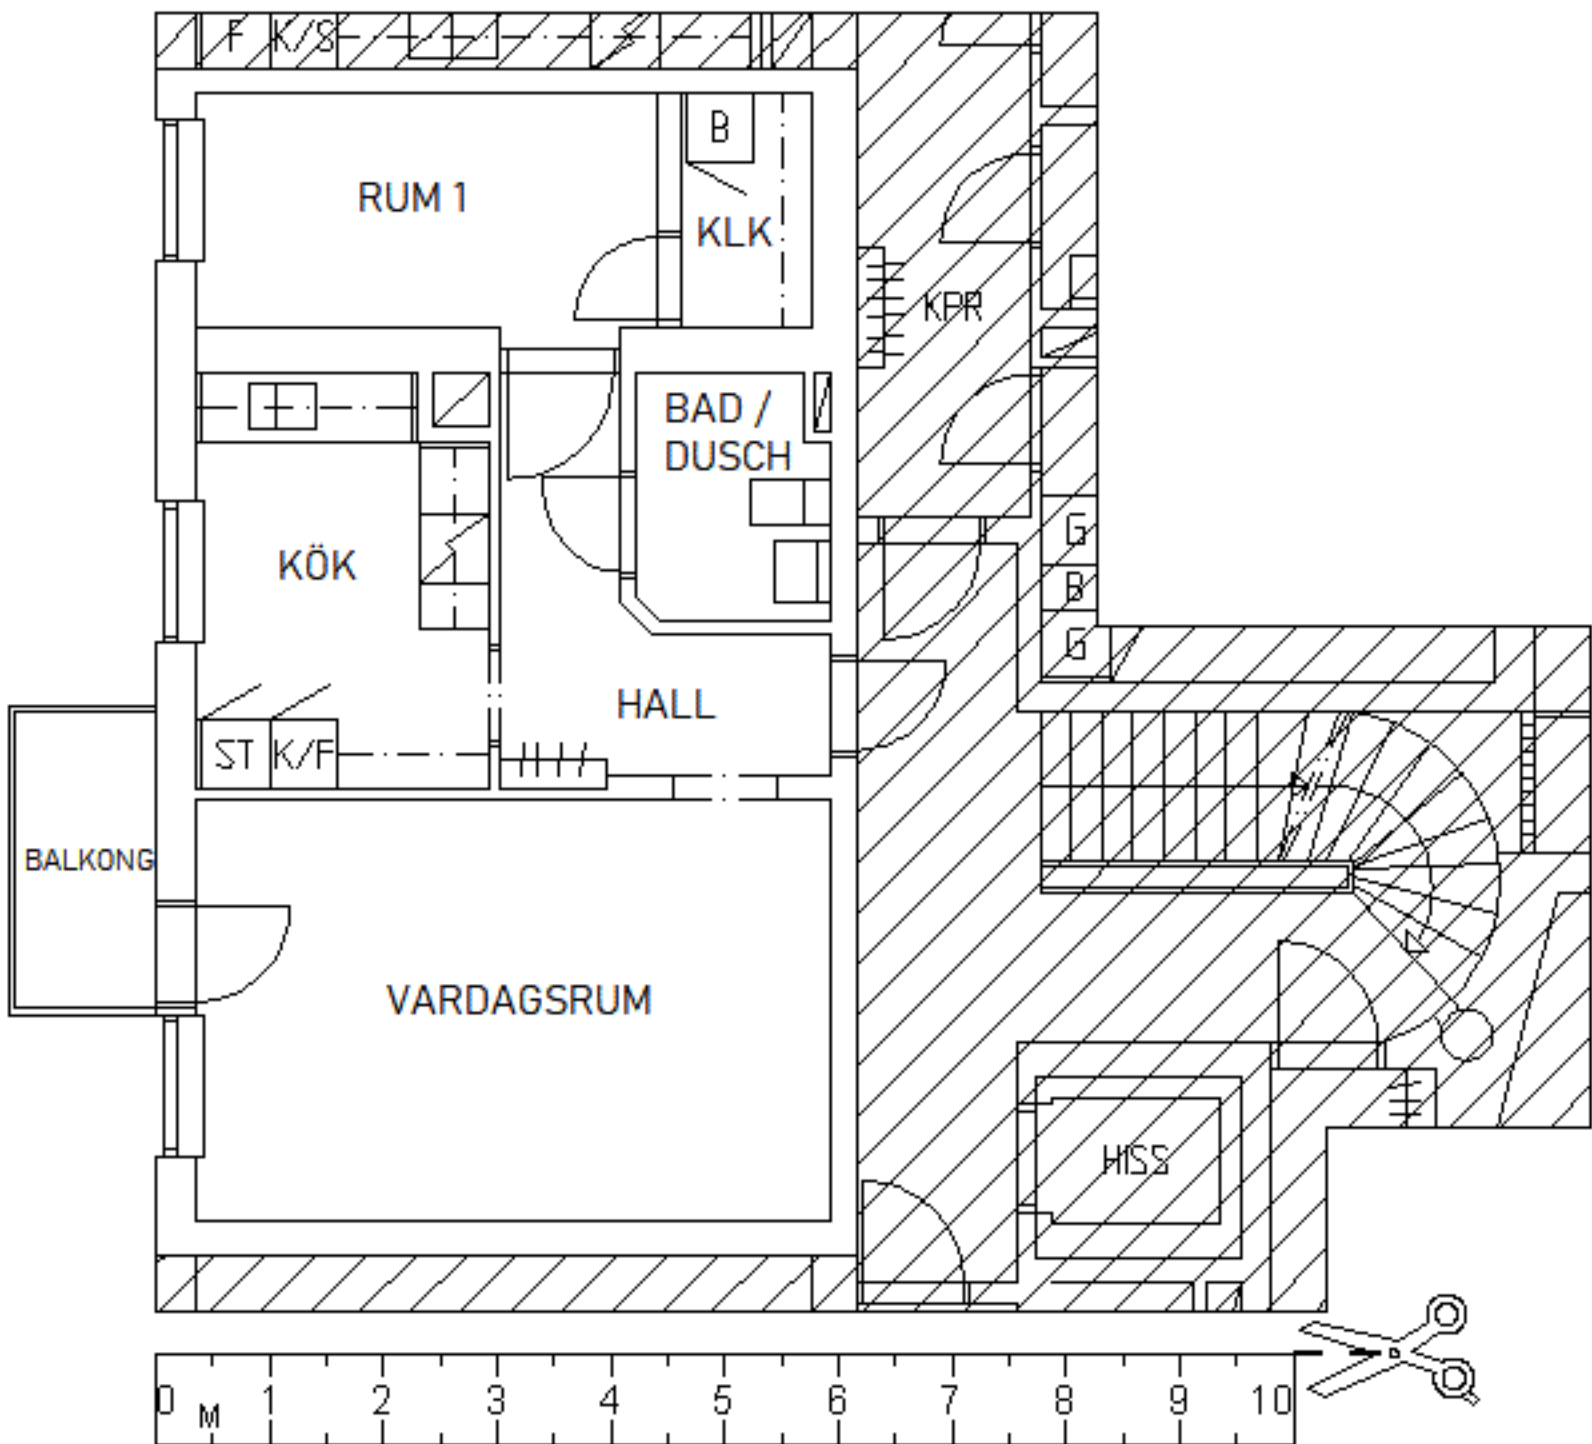 F K/S
B
RUM 1
KLK
KPR
BAD /
DUSCH
G
KÖK
B
G
HALL
ST K/F
BALKONG
VARDAGSRUM
HISS
0 M 1 2 3 4 5 6 7 8 9 10